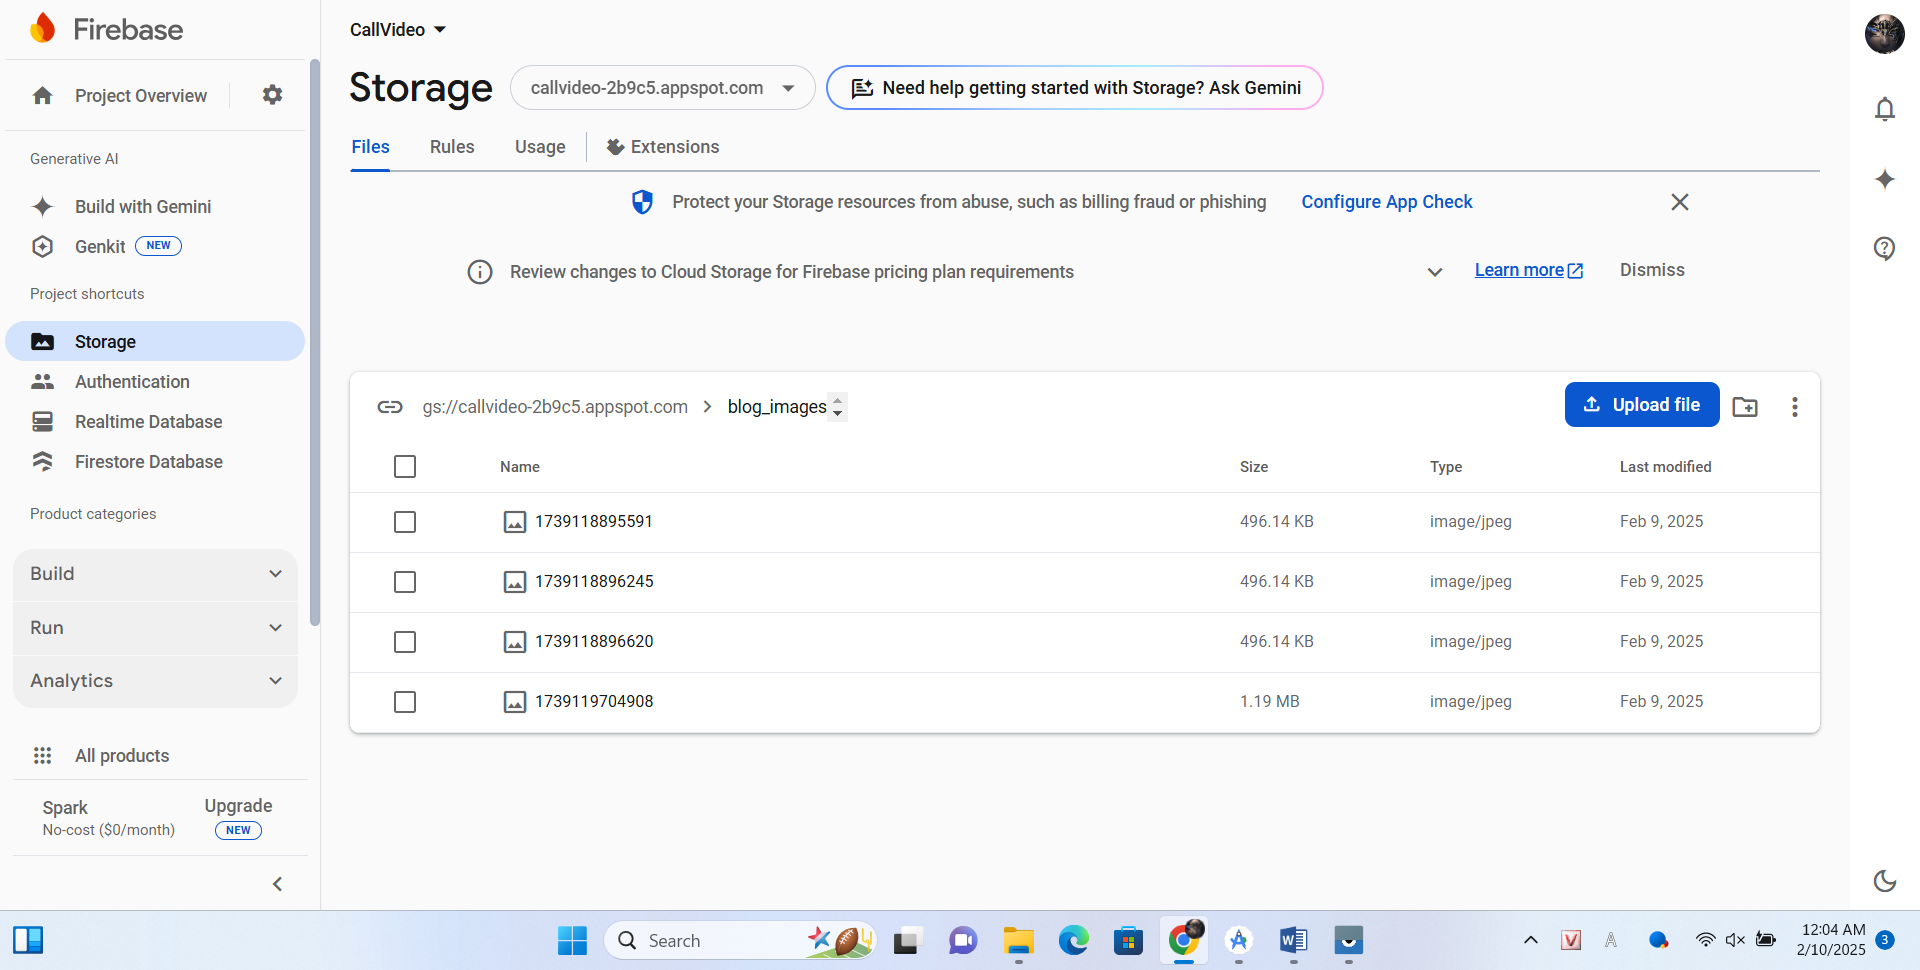 Firebase
Project Overview
Generative AI
Build with Gemini
Genkit NEW
Project shortcuts
Storage
Authentication
Realtime Database
Firestore Database
Product categories
Build
Run
Analytics
All products
Spark
No-cost ($0/month)
Upgrade
NEW
CallVideo
Storage
callvideo-2b9c5.appspot.com
Need help getting started with Storage? Ask Gemini
Files Rules Usage Extensions
Protect your Storage resources from abuse, such as billing fraud or phishing Configure App Check
Review changes to Cloud Storage for Firebase pricing plan requirements Learn more Dismiss
gs://callvideo-2b9c5.appspot.com > blog_images
Upload file
Name Size Type Last modified
1739118895591 496.14 KB image/jpeg Feb 9, 2025
1739118896245 496.14 KB image/jpeg Feb 9, 2025
1739118896620 496.14 KB image/jpeg Feb 9, 2025
1739119704908 1.19 MB image/jpeg Feb 9, 2025
Search
12:04 AM
2/10/2025
3